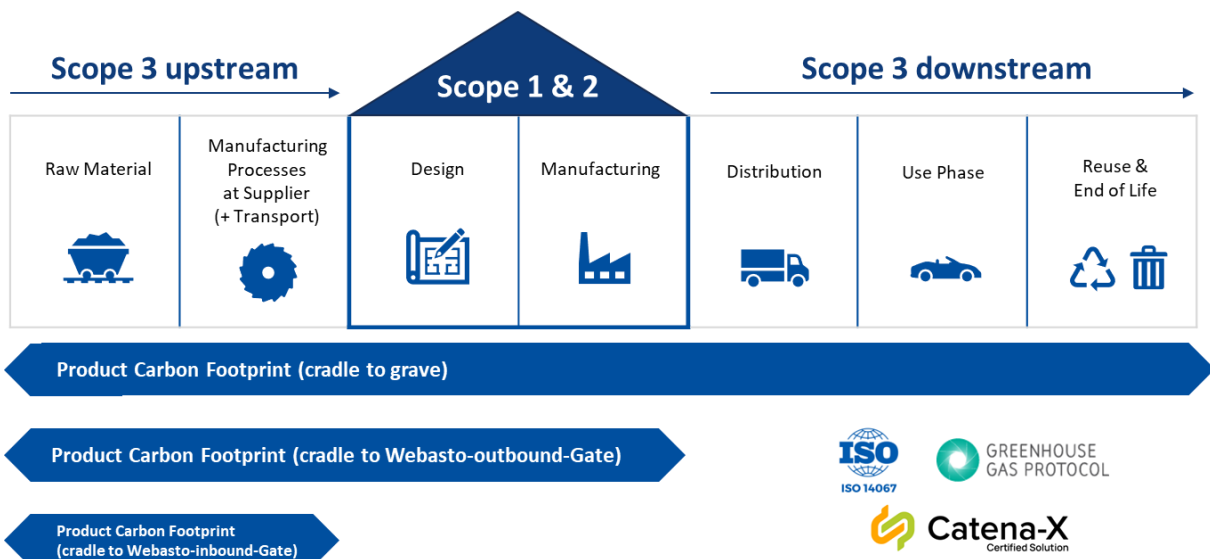 Scope 3 upstream
Scope 1 & 2
Scope 3 downstream
Raw Material
Manufacturing
Processes
at Supplier
(+ Transport)
Design
Manufacturing
Distribution
Use Phase
Reuse &
End of Life
Product Carbon Footprint (cradle to grave)
Product Carbon Footprint (cradle to Webasto-outbound-Gate)
Product Carbon Footprint
(cradle to Webasto-inbound-Gate)
ISO
ISO 14067
GREENHOUSE
GAS PROTOCOL
Catena-X
Certified Solution